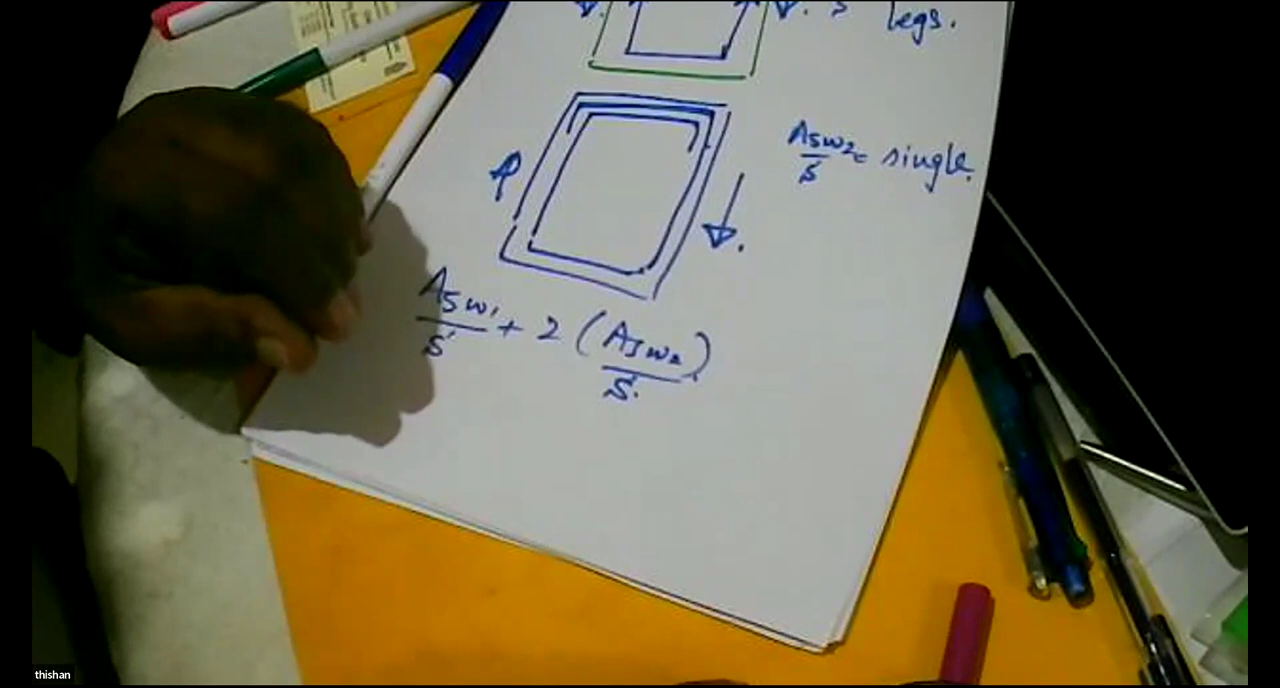 legs.
Asw2/s = single.
Asw1/s + 2 (Asw2/s)
thishan